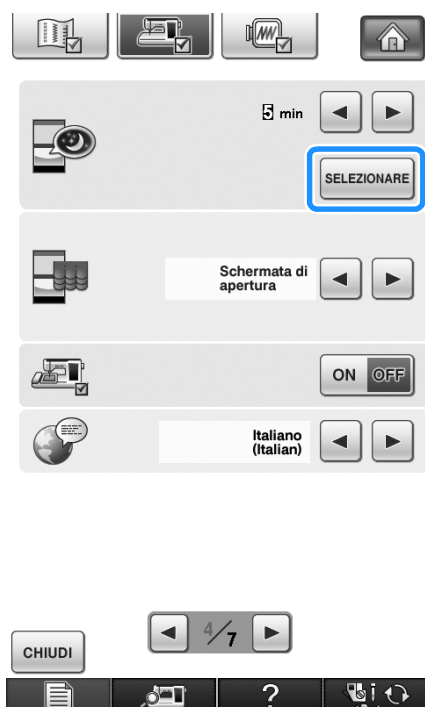 5 min
SELEZIONARE
Schermata di
apertura
ON OFF
Italiano
(Italian)
4/7
CHIUDI
?